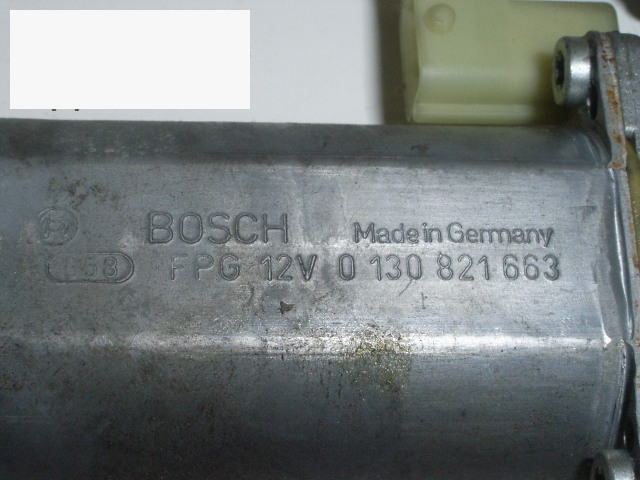 BOSCH Made in Germany
FPG 12V 0 130 821 663